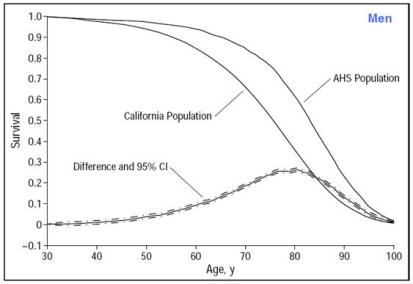 Men
1.0
0.9
0.8
0.7
0.6
0.5
0.4
0.3
0.2
0.1
0
−0.1
Survival
AHS Population
California Population
Difference and 95% CI
30 40 50 60 70 80 90 100
Age, y